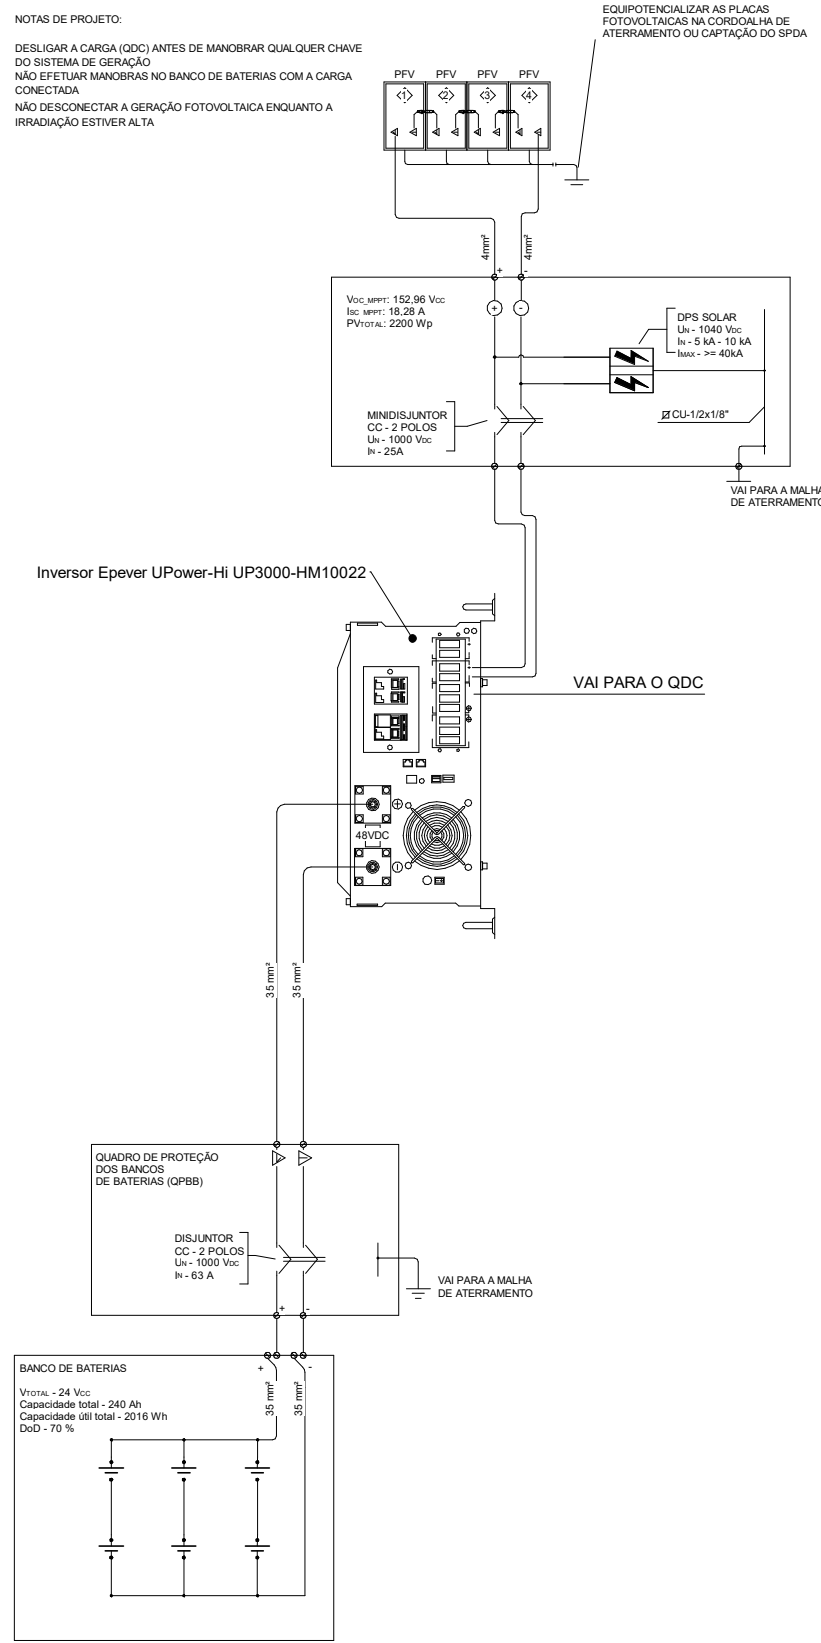 NOTAS DE PROJETO:
DESLIGAR A CARGA (QDC) ANTES DE MANOBRAR QUALQUER CHAVE
DO SISTEMA DE GERAÇÃO
NÃO EFETUAR MANOBRAS NO BANCO DE BATERIAS COM A CARGA
CONECTADA
NÃO DESCONECTAR A GERAÇÃO FOTOVOLTAICA ENQUANTO A
IRRADIAÇÃO ESTIVER ALTA
EQUIPOTENCIALIZAR AS PLACAS
FOTOVOLTAICAS NA CORDOALHA DE
ATERRAMENTO OU CAPTAÇÃO DO SPDA
PFV PFV PFV PFV
1 2 3 4
4mm² 4mm²
+ -
VOC_MPPT: 152,96 VCC
ISC MPPT: 18,28 A
PVTOTAL: 2200 Wp
+ -
DPS SOLAR
UN - 1040 VDC
IN - 5 kA - 10 kA
IMAX - >= 40kA
MINIDISJUNTOR
CC - 2 POLOS
UN - 1000 VDC
IN - 25A
CU-1/2x1/8"
VAI PARA A MALHA
DE ATERRAMENTO
Inversor Epever UPower-Hi UP3000-HM10022
VAI PARA O QDC
48VDC
35 mm² 35 mm²
QUADRO DE PROTEÇÃO
DOS BANCOS
DE BATERIAS (QPBB)
DISJUNTOR
CC - 2 POLOS
UN - 1000 VDC
IN - 63 A
VAI PARA A MALHA
DE ATERRAMENTO
+ -
BANCO DE BATERIAS
+ -
VTOTAL - 24 VCC
Capacidade total - 240 Ah
Capacidade útil total - 2016 Wh
DoD - 70 %
35 mm² 35 mm²